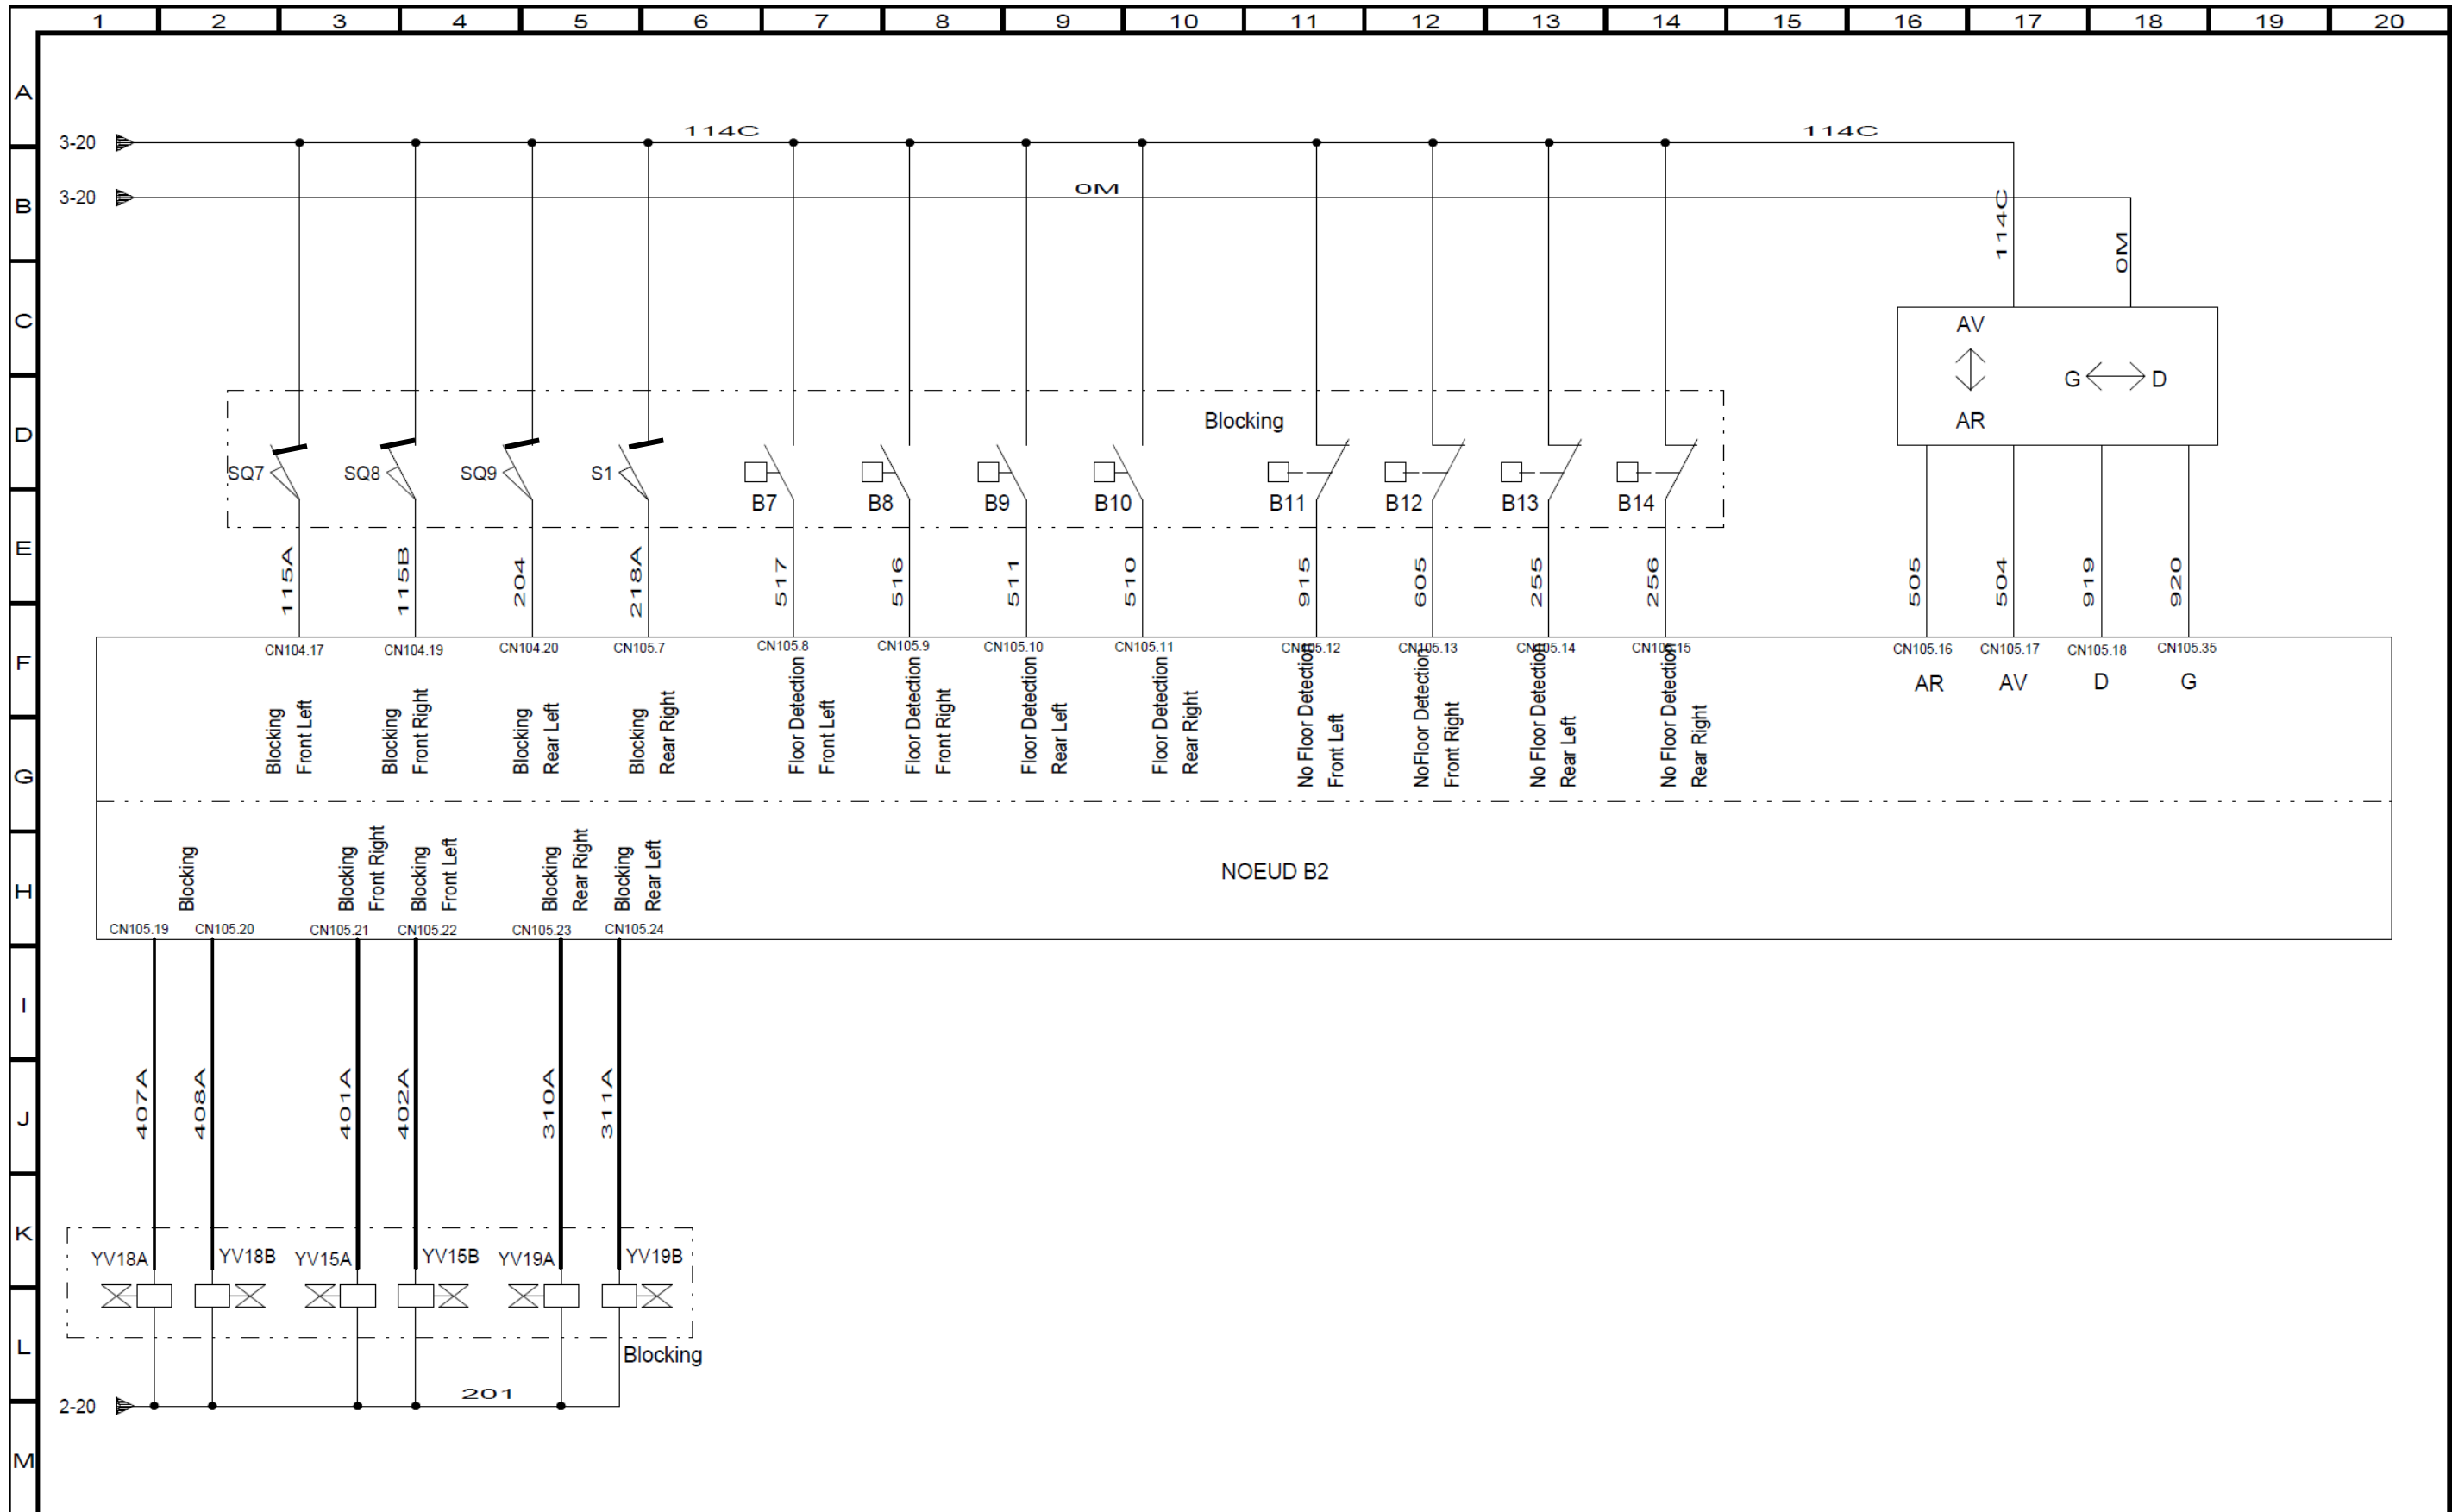 1 2 3 4 5 6 7 8 9 10 11 12 13 14 15 16 17 18 19 20
A
3-20 114C 114C
B
3-20 0M
114C 0M
C
AV
G D
AR
D
Blocking
SQ7 SQ8 SQ9 S1
B7 B8 B9 B10 B11 B12 B13 B14
E
115A 115B 204 218A 517 516 511 510 915 605 255 256 505 504 919 920
F
CN104.17 CN104.19 CN104.20 CN105.7 CN105.8 CN105.9 CN105.10 CN105.11 CN105.12 CN105.13 CN105.14 CN105.15 CN105.16 CN105.17 CN105.18 CN105.35
AR AV D G
Blocking
Front Left
Blocking
Front Right
Blocking
Rear Left
Blocking
Rear Right
Floor Detection
Front Left
Floor Detection
Front Right
Floor Detection
Rear Left
Floor Detection
Rear Right
No Floor Detection
Front Left
NoFloor Detection
Front Right
No Floor Detection
Rear Left
No Floor Detection
Rear Right
G
H
Blocking
Blocking
Front Right
Blocking
Front Left
Blocking
Rear Right
Blocking
Rear Left
NOEUD B2
CN105.19 CN105.20 CN105.21 CN105.22 CN105.23 CN105.24
I
J
407A 408A 401A 402A 310A 311A
K
YV18A YV18B YV15A YV15B YV19A YV19B
L
Blocking
2-20 201
M